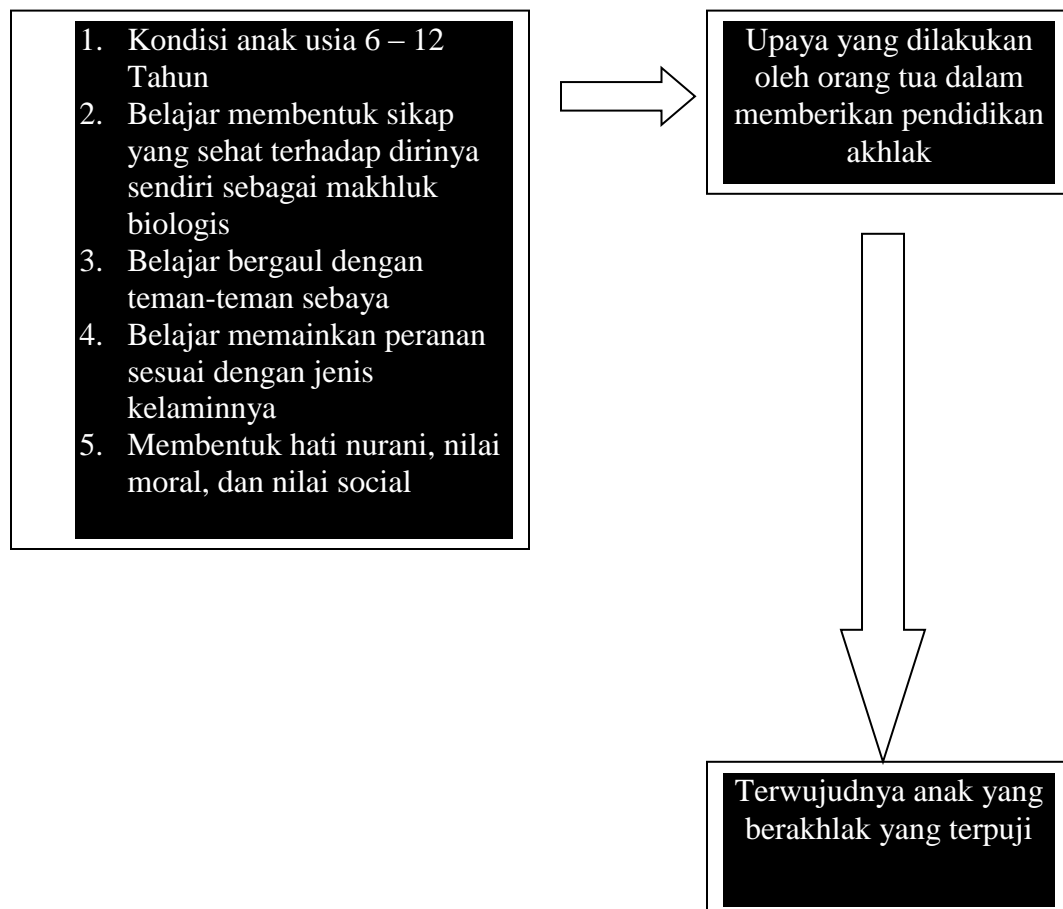 1. Kondisi anak usia 6 – 12
Tahun
2. Belajar membentuk sikap
yang sehat terhadap dirinya
sendiri sebagai makhluk
biologis
3. Belajar bergaul dengan
teman-teman sebaya
4. Belajar memainkan peranan
sesuai dengan jenis
kelaminnya
5. Membentuk hati nurani, nilai
moral, dan nilai social
Upaya yang dilakukan
oleh orang tua dalam
memberikan pendidikan
akhlak
Terwujudnya anak yang
berakhlak yang terpuji